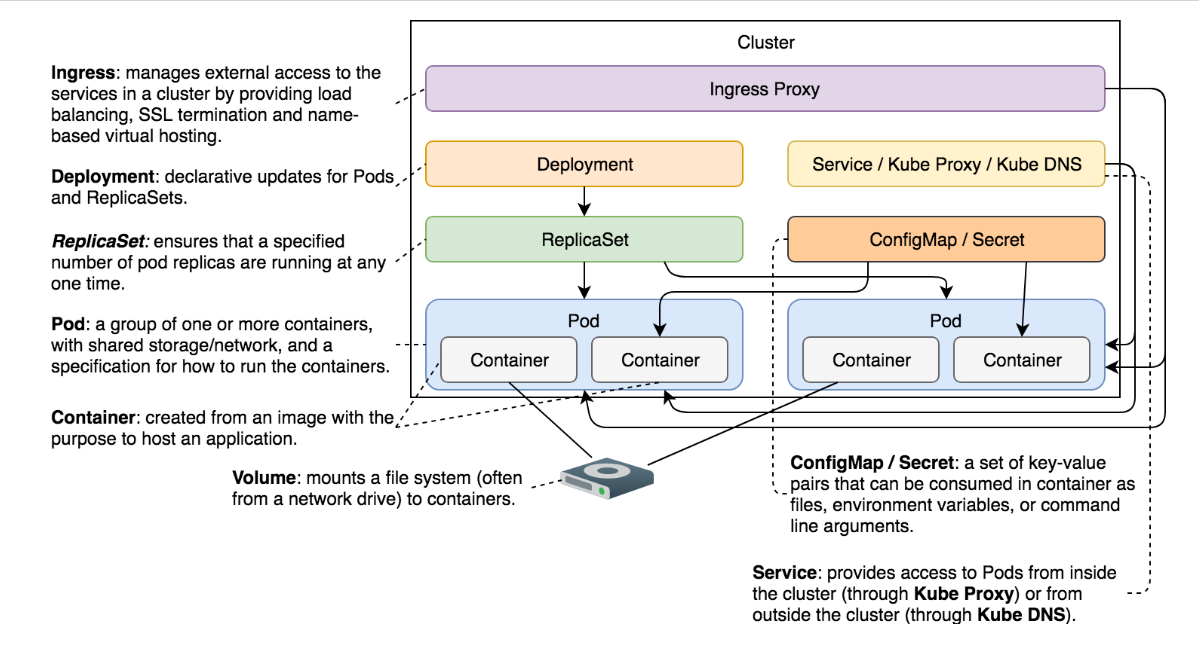 Cluster
Ingress: manages external access to the
services in a cluster by providing load
balancing, SSL termination and name-
based virtual hosting.
Ingress Proxy
Deployment: declarative updates for Pods
and ReplicaSets.
Deployment
Service / Kube Proxy / Kube DNS
ReplicaSet: ensures that a specified
number of pod replicas are running at any
one time.
ReplicaSet
ConfigMap / Secret
Pod: a group of one or more containers,
with shared storage/network, and a
specification for how to run the containers.
Pod
Container
Container
Pod
Container
Container
Container: created from an image with the
purpose to host an application.
Volume: mounts a file system (often
from a network drive) to containers.
ConfigMap / Secret: a set of key-value
pairs that can be consumed in container as
files, environment variables, or command
line arguments.
Service: provides access to Pods from inside
the cluster (through Kube Proxy) or from
outside the cluster (through Kube DNS).